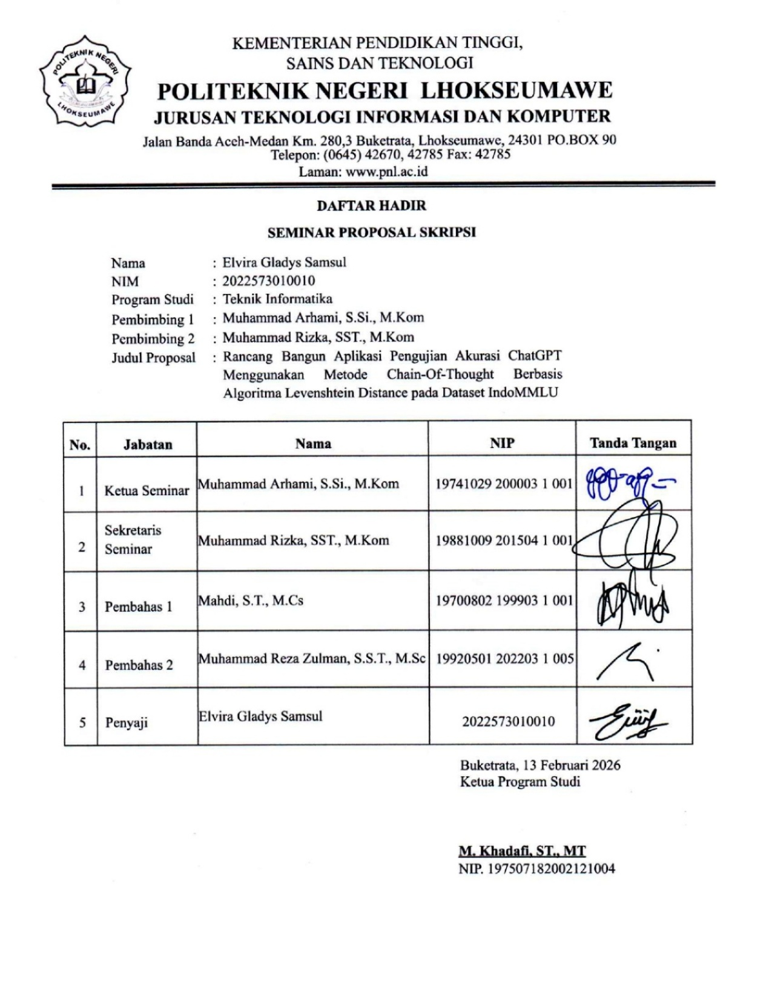 POLITEKNIK NEGERI
LHOKSEUMAWE
KEMENTERIAN PENDIDIKAN TINGGI,
SAINS DAN TEKNOLOGI
POLITEKNIK NEGERI LHOKSEUMAWE
JURUSAN TEKNOLOGI INFORMASI DAN KOMPUTER
Jalan Banda Aceh-Medan Km. 280,3 Buketrata, Lhokseumawe, 24301 PO.BOX 90
Telepon: (0645) 42670, 42785 Fax: 42785
Laman: www.pnl.ac.id
DAFTAR HADIR
SEMINAR PROPOSAL SKRIPSI
Nama : Elvira Gladys Samsul
NIM : 2022573010010
Program Studi : Teknik Informatika
Pembimbing 1 : Muhammad Arhami, S.Si., M.Kom
Pembimbing 2 : Muhammad Rizka, SST., M.Kom
Judul Proposal : Rancang Bangun Aplikasi Pengujian Akurasi ChatGPT
Menggunakan Metode Chain-Of-Thought Berbasis
Algoritma Levenshtein Distance pada Dataset IndoMMLU
No. Jabatan Nama NIP Tanda Tangan
1 Ketua Seminar Muhammad Arhami, S.Si., M.Kom 19741029 200003 1 001
2 Sekretaris Seminar Muhammad Rizka, SST., M.Kom 19881009 201504 1 001
3 Pembahas 1 Mahdi, S.T., M.Cs 19700802 199903 1 001
4 Pembahas 2 Muhammad Reza Zulman, S.S.T., M.Sc 19920501 202203 1 005
5 Penyaji Elvira Gladys Samsul 2022573010010
Buketrata, 13 Februari 2026
Ketua Program Studi
M. Khadafi, ST., MT
NIP. 197507182002121004